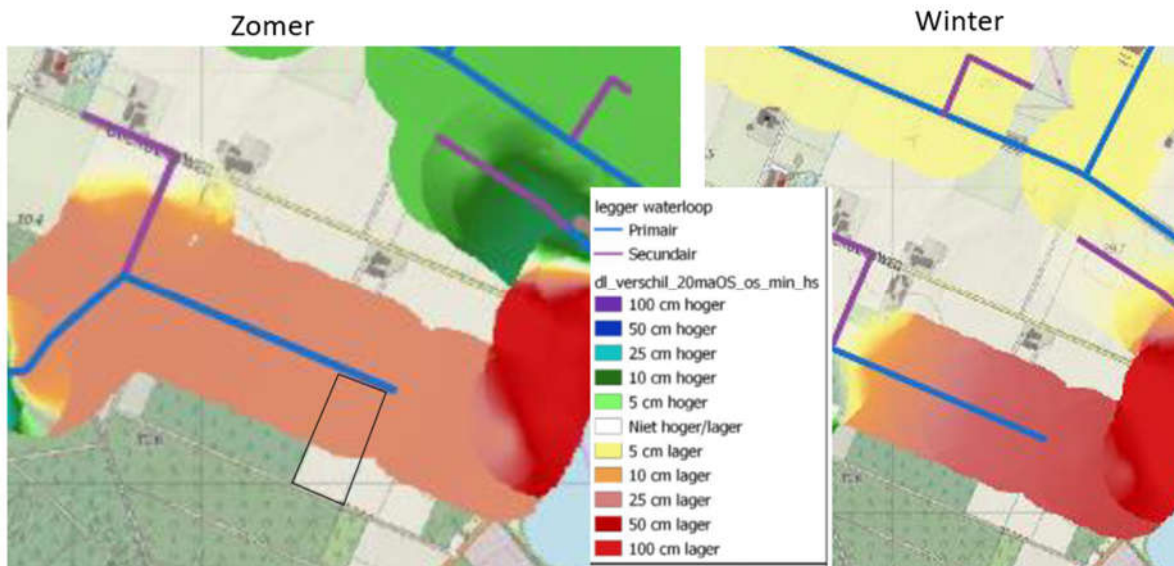 Zomer
Winter
10.4
legger waterloop
Primair
Secundair
dl_verschil_20maOS_os_min_hs
100 cm hoger
50 cm hoger
25 cm hoger
10 cm hoger
5 cm hoger
Niet hoger/lager
5 cm lager
10 cm lager
25 cm lager
50 cm lager
100 cm lager